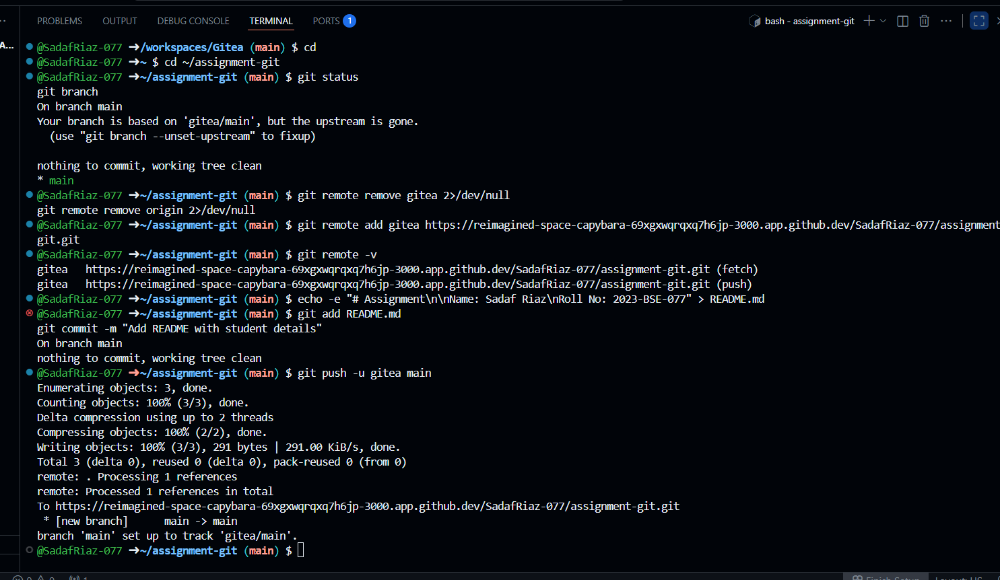 PROBLEMS OUTPUT DEBUG CONSOLE TERMINAL PORTS 1 bash - assignment-git
A...
@SadafRiaz-077 ➜/workspaces/Gitea (main) $ cd
@SadafRiaz-077 ➜~ $ cd ~/assignment-git
@SadafRiaz-077 ➜~/assignment-git (main) $ git status
git branch
On branch main
Your branch is based on 'gitea/main', but the upstream is gone.
  (use "git branch --unset-upstream" to fixup)
nothing to commit, working tree clean
* main
@SadafRiaz-077 ➜~/assignment-git (main) $ git remote remove gitea 2>/dev/null
git remote remove origin 2>/dev/null
@SadafRiaz-077 ➜~/assignment-git (main) $ git remote add gitea https://reimagined-space-capybara-69xgxwqrqxq7h6jp-3000.app.github.dev/SadafRiaz-077/assignment
git.git
@SadafRiaz-077 ➜~/assignment-git (main) $ git remote -v
gitea   https://reimagined-space-capybara-69xgxwqrqxq7h6jp-3000.app.github.dev/SadafRiaz-077/assignment-git.git (fetch)
gitea   https://reimagined-space-capybara-69xgxwqrqxq7h6jp-3000.app.github.dev/SadafRiaz-077/assignment-git.git (push)
@SadafRiaz-077 ➜~/assignment-git (main) $ echo -e "# Assignment\n\nName: Sadaf Riaz\nRoll No: 2023-BSE-077" > README.md
@SadafRiaz-077 ➜~/assignment-git (main) $ git add README.md
git commit -m "Add README with student details"
On branch main
nothing to commit, working tree clean
@SadafRiaz-077 ➜~/assignment-git (main) $ git push -u gitea main
Enumerating objects: 3, done.
Counting objects: 100% (3/3), done.
Delta compression using up to 2 threads
Compressing objects: 100% (2/2), done.
Writing objects: 100% (3/3), 291 bytes | 291.00 KiB/s, done.
Total 3 (delta 0), reused 0 (delta 0), pack-reused 0 (from 0)
remote: . Processing 1 references
remote: Processed 1 references in total
To https://reimagined-space-capybara-69xgxwqrqxq7h6jp-3000.app.github.dev/SadafRiaz-077/assignment-git.git
 * [new branch]      main -> main
branch 'main' set up to track 'gitea/main'.
@SadafRiaz-077 ➜~/assignment-git (main) $